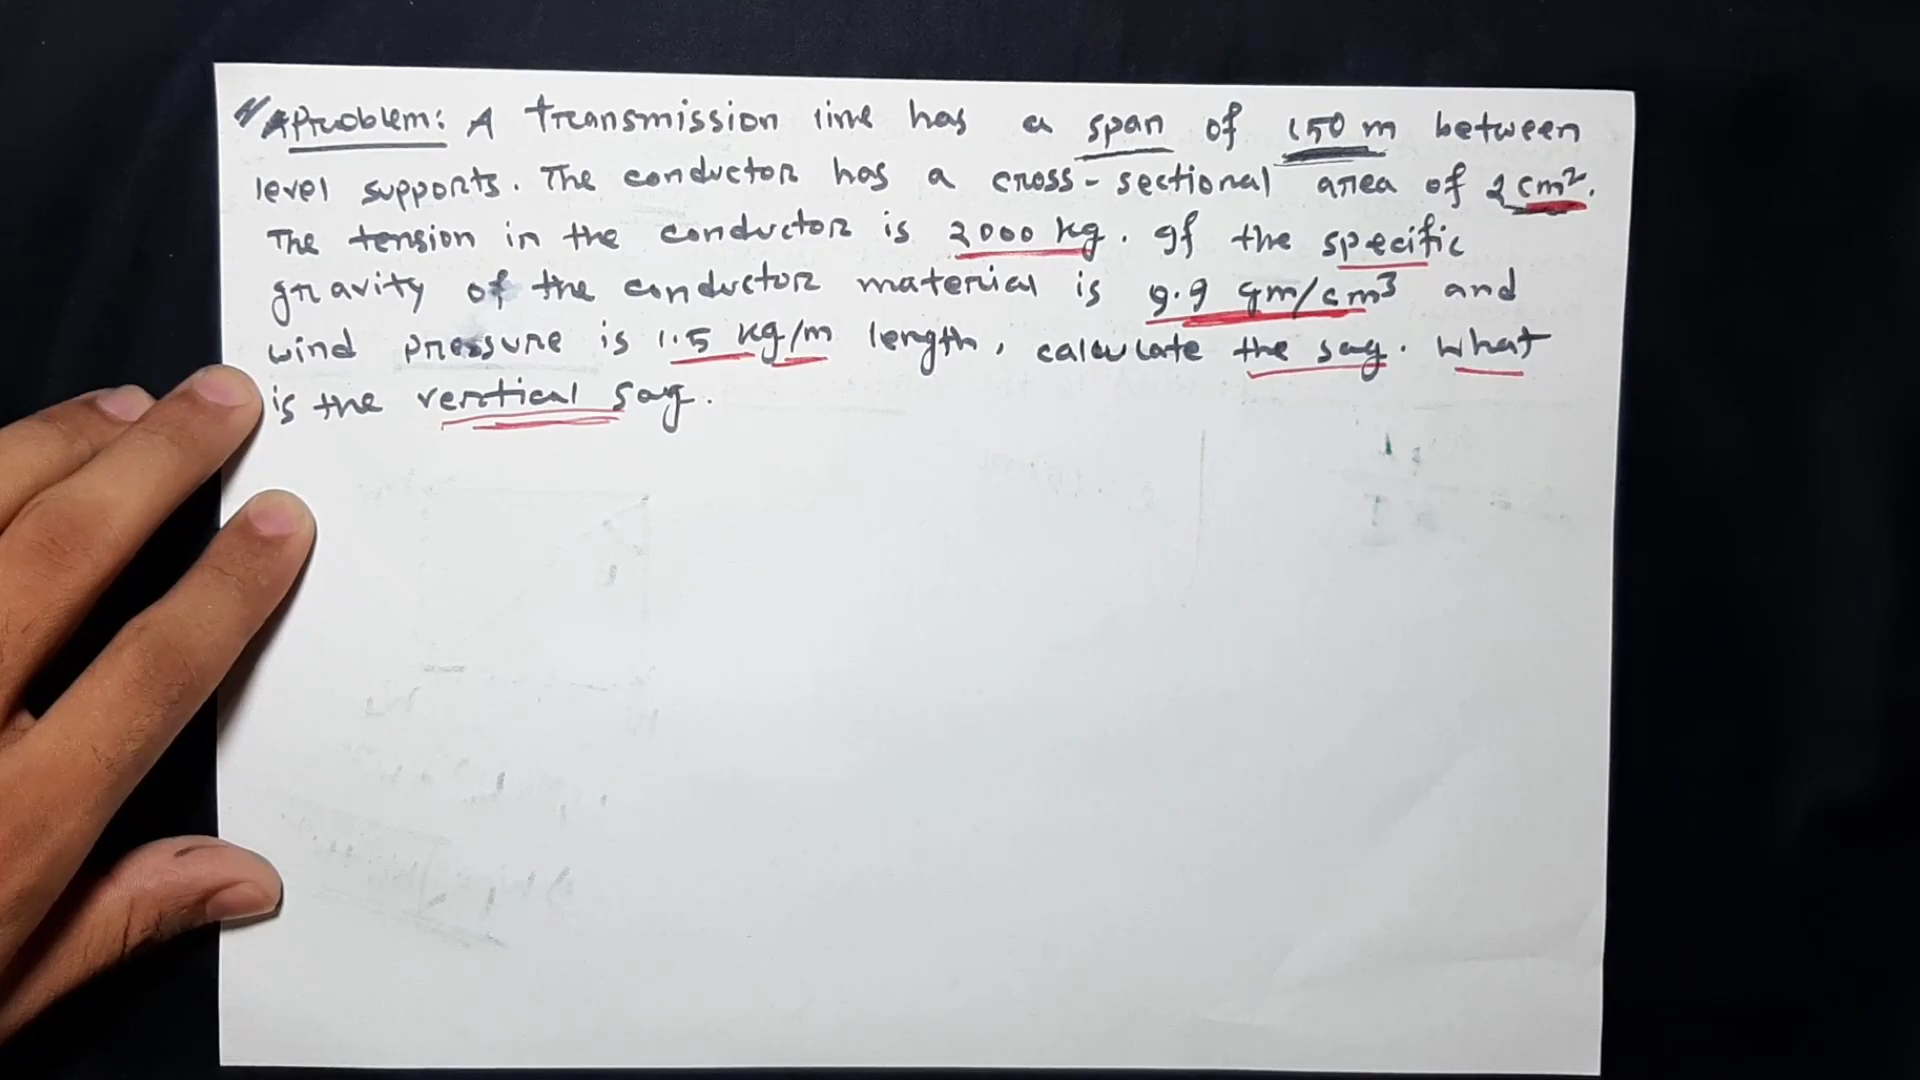 Problem: A transmission line has a span of 150 m between
level supports. The conductor has a cross-sectional area of 2 cm².
The tension in the conductor is 2000 kg. If the specific
gravity of the conductor material is 9.9 gm/cm³ and
wind pressure is 1.5 kg/m length, calculate the sag. What
is the vertical sag.